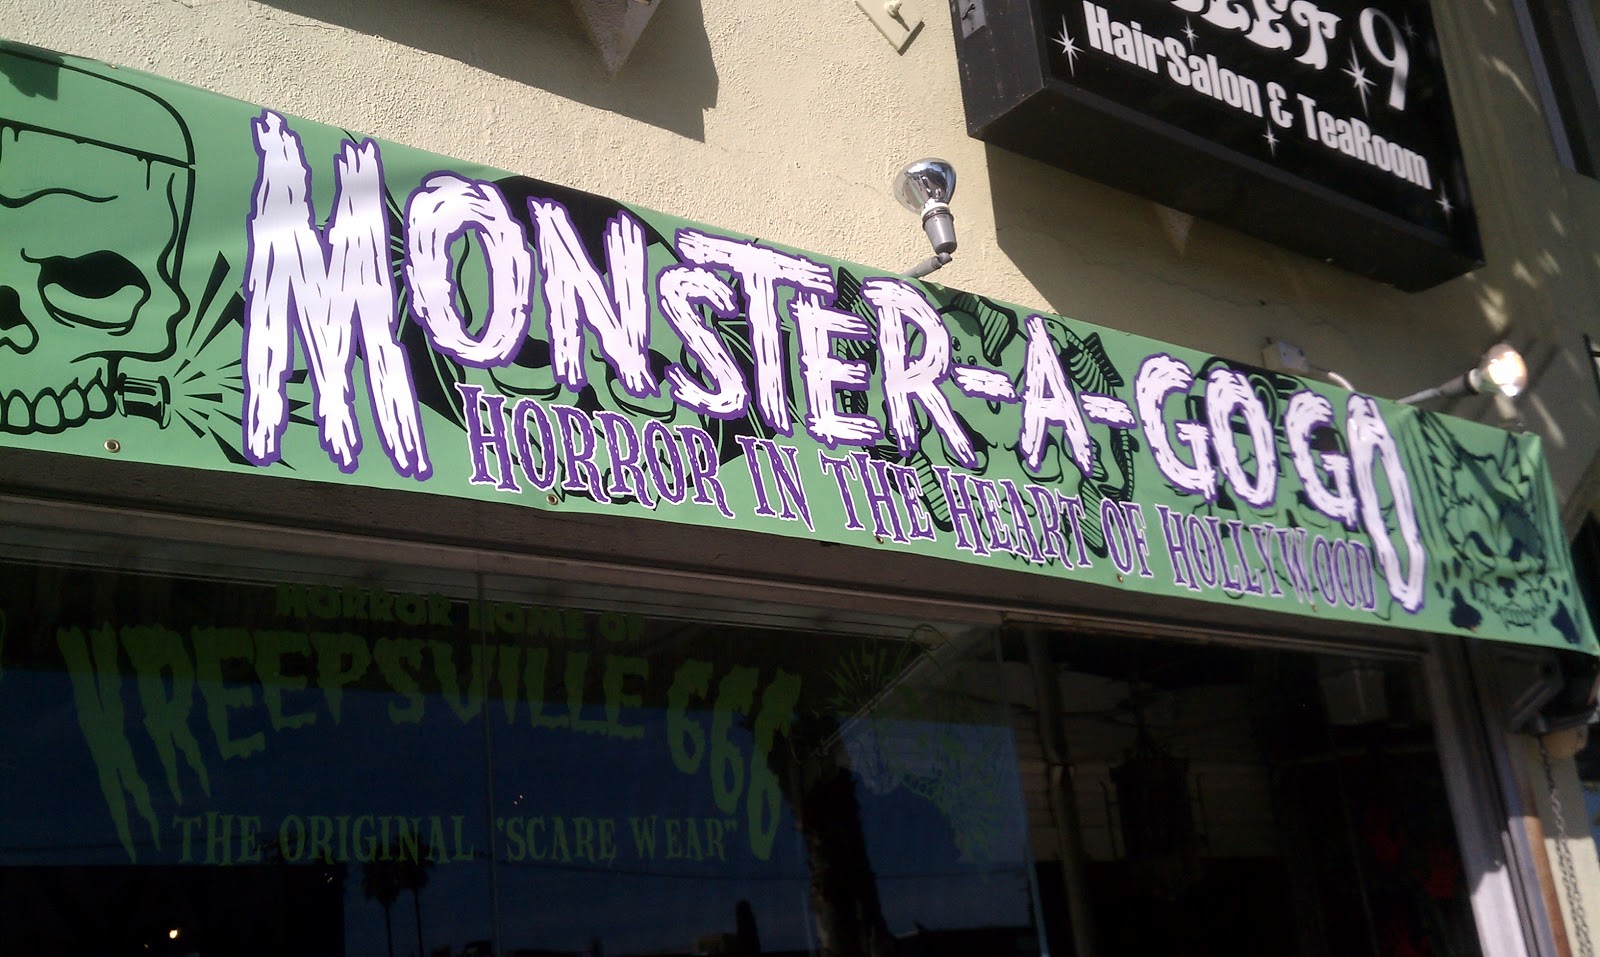 9
HairSalon & TeaRoom
MONSTER-A-GOGO
HORROR IN THE HEART OF HOLLYWOOD
HORROR HOME OF
KREEPSVILLE 666
THE ORIGINAL 'SCARE WEAR"